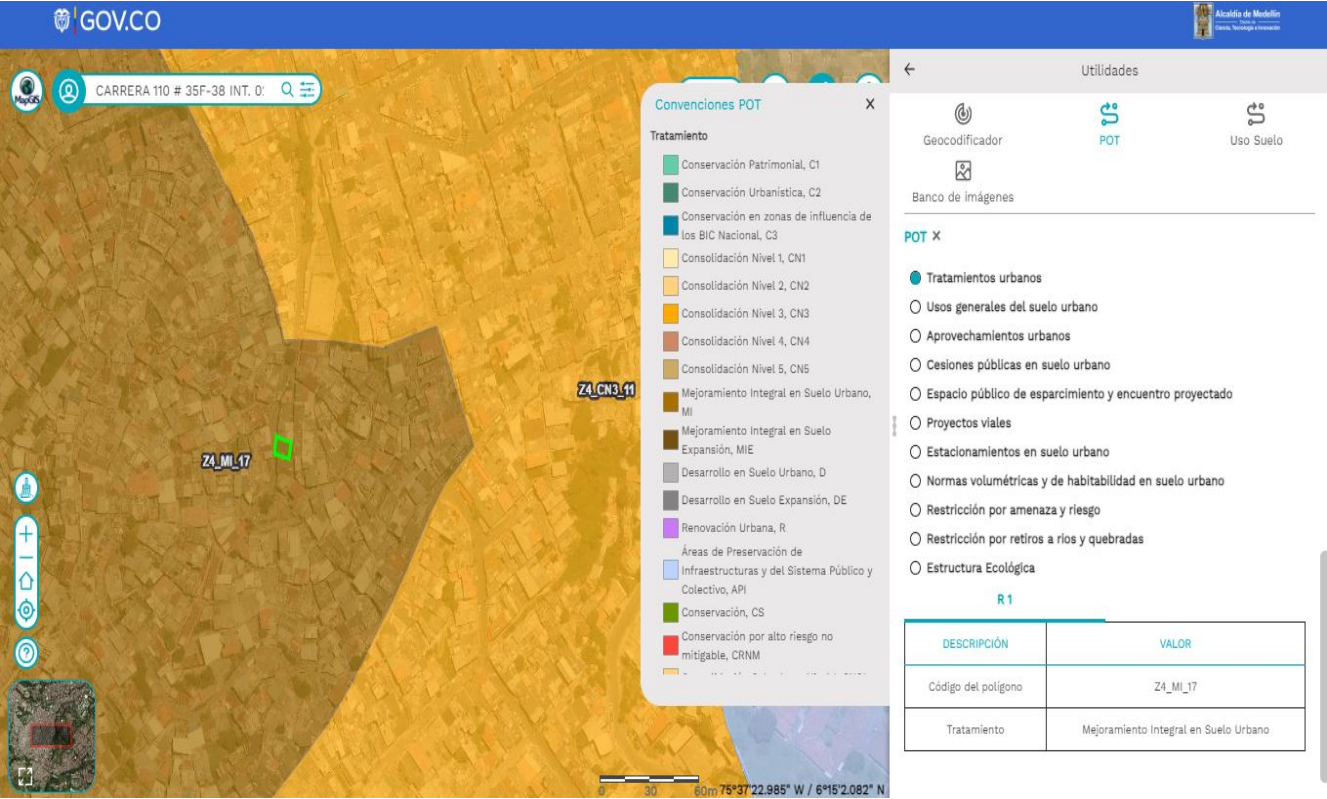 GOV.CO
Alcaldía de Medellín
Distrito de
Ciencia, Tecnología e Innovación
MapGIS
CARRERA 110 # 35F-38 INT. 0:
Convenciones POT
X
Tratamiento
Conservación Patrimonial, C1
Conservación Urbanística, C2
Conservación en zonas de influencia de
los BIC Nacional, C3
Consolidación Nivel 1, CN1
Consolidación Nivel 2, CN2
Consolidación Nivel 3, CN3
Consolidación Nivel 4, CN4
Consolidación Nivel 5, CN5
Mejoramiento Integral en Suelo Urbano,
MI
Mejoramiento Integral en Suelo
Expansión, MIE
Desarrollo en Suelo Urbano, D
Desarrollo en Suelo Expansión, DE
Renovación Urbana, R
Áreas de Preservación de
Infraestructuras y del Sistema Público y
Colectivo, API
Conservación, CS
Conservación por alto riesgo no
mitigable, CRNM
Z4_CN3_11
Z4_MI_17
0 30 60m
75°37'22.985" W / 6°15'2.082" N
Utilidades
Geocodificador
POT
Uso Suelo
Banco de imágenes
POT X
Tratamientos urbanos
Usos generales del suelo urbano
Aprovechamientos urbanos
Cesiones públicas en suelo urbano
Espacio público de esparcimiento y encuentro proyectado
Proyectos viales
Estacionamientos en suelo urbano
Normas volumétricas y de habitabilidad en suelo urbano
Restricción por amenaza y riesgo
Restricción por retiros a rios y quebradas
Estructura Ecológica
R 1
DESCRIPCIÓN VALOR
Código del polígono Z4_MI_17
Tratamiento Mejoramiento Integral en Suelo Urbano